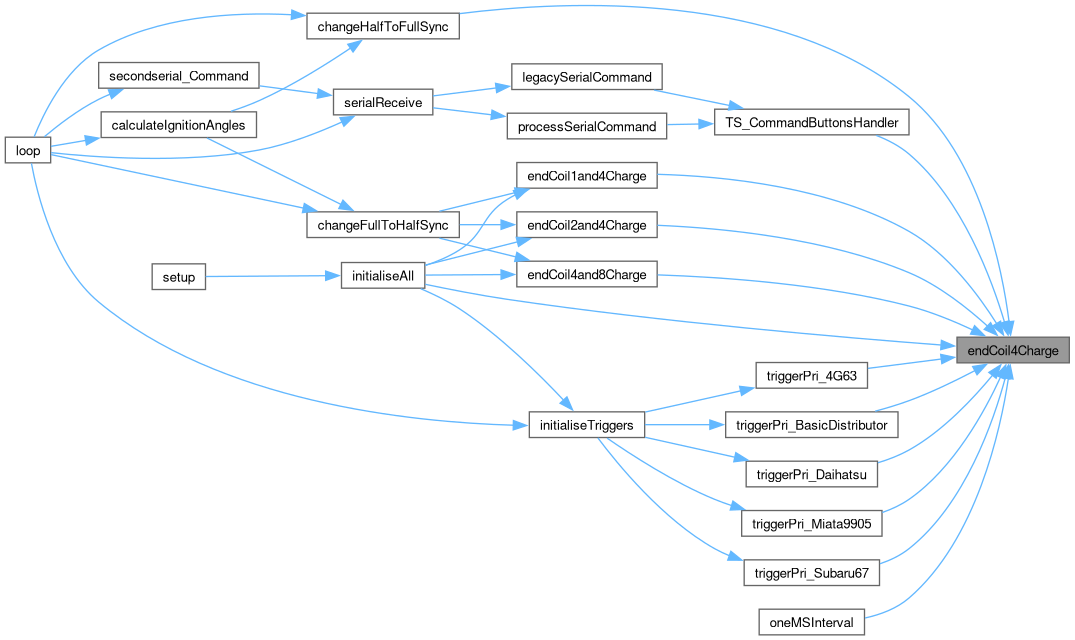 changeHalfToFullSync
secondserial_Command
legacySerialCommand
serialReceive
calculateIgnitionAngles
processSerialCommand
TS_CommandButtonsHandler
loop
endCoil1and4Charge
changeFullToHalfSync
endCoil2and4Charge
setup
initialiseAll
endCoil4and8Charge
endCoil4Charge
triggerPri_4G63
initialiseTriggers
triggerPri_BasicDistributor
triggerPri_Daihatsu
triggerPri_Miata9905
triggerPri_Subaru67
oneMSInterval